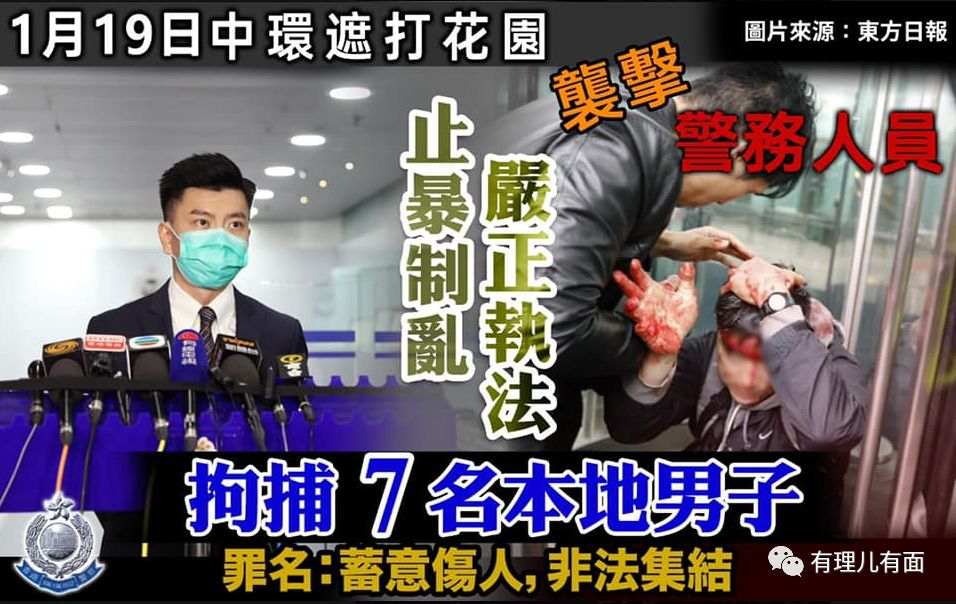 1月19日中環遮打花園
圖片來源：東方日報
襲擊
警務人員
止暴制亂
嚴正執法
拘捕 7 名本地男子
罪名：蓄意傷人，非法集結
有理儿有面